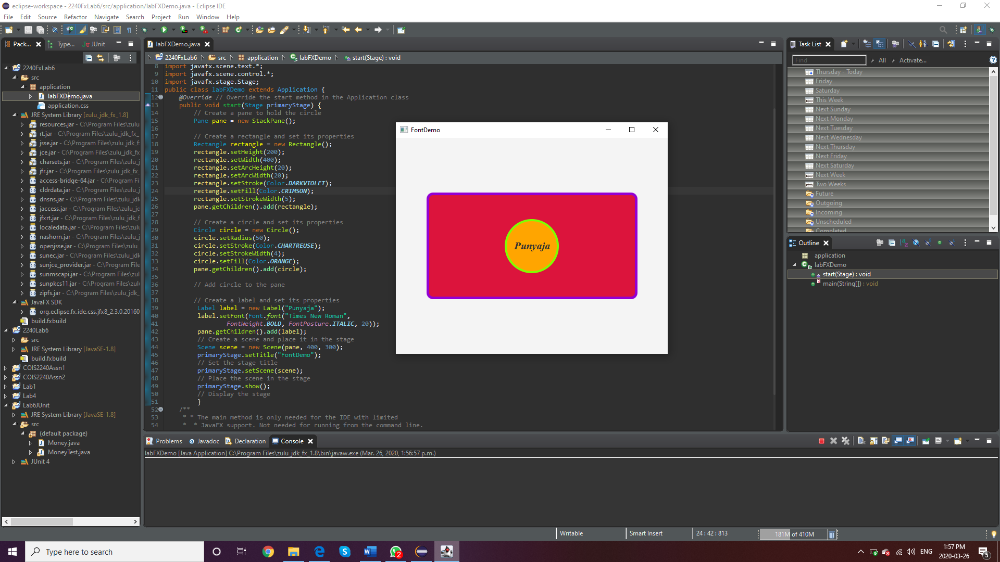 eclipse-workspace - 2240FxLab6/src/application/labFXDemo.java - Eclipse IDE
File Edit Source Refactor Navigate Search Project Run Window Help
Pack... Type... JUnit
2240FxLab6
src
application
labFXDemo.java
application.css
JRE System Library [zulu_jdk_fx_1.8]
resources.jar - C:\Program Files\zulu
rt.jar - C:\Program Files\zulu_jdk_fx_
jsse.jar - C:\Program Files\zulu_jdk_
jce.jar - C:\Program Files\zulu_jdk_fx
charsets.jar - C:\Program Files\zulu_
jfr.jar - C:\Program Files\zulu_jdk_fx_
access-bridge-64.jar - C:\Program Fi
cldrdata.jar - C:\Program Files\zulu_
dnsns.jar - C:\Program Files\zulu_jdk
jaccess.jar - C:\Program Files\zulu_jd
jfxrt.jar - C:\Program Files\zulu_jdk_f
localedata.jar - C:\Program Files\zulu
nashorn.jar - C:\Program Files\zulu_j
openjsse.jar - C:\Program Files\zulu_
sunec.jar - C:\Program Files\zulu_jdk
sunjce_provider.jar - C:\Program File
sunmscapi.jar - C:\Program Files\zulu
sunpkcs11.jar - C:\Program Files\zulu
zipfs.jar - C:\Program Files\zulu_jdk_
JavaFX SDK
org.eclipse.fx.ide.css.jfx8_2.3.0.20160
build.fxbuild
2240Lab6
src
JRE System Library [JavaSE-1.8]
build.fxbuild
COIS2240Assn1
COIS2240Assn2
Lab1
Lab4
Lab6JUnit
JRE System Library [JavaSE-1.8]
src
(default package)
Money.java
MoneyTest.java
JUnit 4
labFXDemo.java
2240FxLab6 src application labFXDemo start(Stage) : void
8 import javafx.scene.text.*;
9 import javafx.scene.control.*;
10 import javafx.stage.Stage;
11 public class labFXDemo extends Application {
12 @Override // Override the start method in the Application class
13 public void start(Stage primaryStage) {
14 // Create a pane to hold the circle
15 Pane pane = new StackPane();
16
17 // Create a rectangle and set its properties
18 Rectangle rectangle = new Rectangle();
19 rectangle.setHeight(200);
20 rectangle.setWidth(400);
21 rectangle.setArcHeight(20);
22 rectangle.setArcWidth(20);
23 rectangle.setStroke(Color.DARKVIOLET);
24 rectangle.setFill(Color.CRIMSON);
25 rectangle.setStrokeWidth(5);
26 pane.getChildren().add(rectangle);
27
28 // Create a circle and set its properties
29 Circle circle = new Circle();
30 circle.setRadius(50);
31 circle.setStroke(Color.CHARTREUSE);
32 circle.setStrokeWidth(4);
33 circle.setFill(Color.ORANGE);
34 pane.getChildren().add(circle);
35
36 // Add circle to the pane
37
38 // Create a label and set its properties
39 Label label = new Label("Punyaja");
40 label.setFont(Font.font("Times New Roman",
41 FontWeight.BOLD, FontPosture.ITALIC, 20));
42 pane.getChildren().add(label);
43 // Create a scene and place it in the stage
44 Scene scene = new Scene(pane, 400, 300);
45 primaryStage.setTitle("FontDemo");
46 // Set the stage title
47 primaryStage.setScene(scene);
48 // Place the scene in the stage
49 primaryStage.show();
50 // Display the stage
51 }
52 /**
53 * * The main method is only needed for the IDE with limited
54 * * JavaFX support. Not needed for running from the command line.
FontDemo
Punyaja
Problems Javadoc Declaration Console
labFXDemo [Java Application] C:\Program Files\zulu_jdk_fx_1.8\bin\javaw.exe (Mar. 26, 2020, 1:56:57 p.m.)
Task List
Find All Activate...
Thursday - Today
Friday
Saturday
This Week
Next Sunday
Next Monday
Next Tuesday
Next Wednesday
Next Thursday
Next Friday
Next Saturday
Next Week
Two Weeks
Future
Outgoing
Incoming
Unscheduled
Completed
Outline
application
labFXDemo
start(Stage) : void
main(String[]) : void
Writable Smart Insert 24 : 42 : 813 181M of 410M
Type here to search
2
ENG
1:57 PM
2020-03-26
5